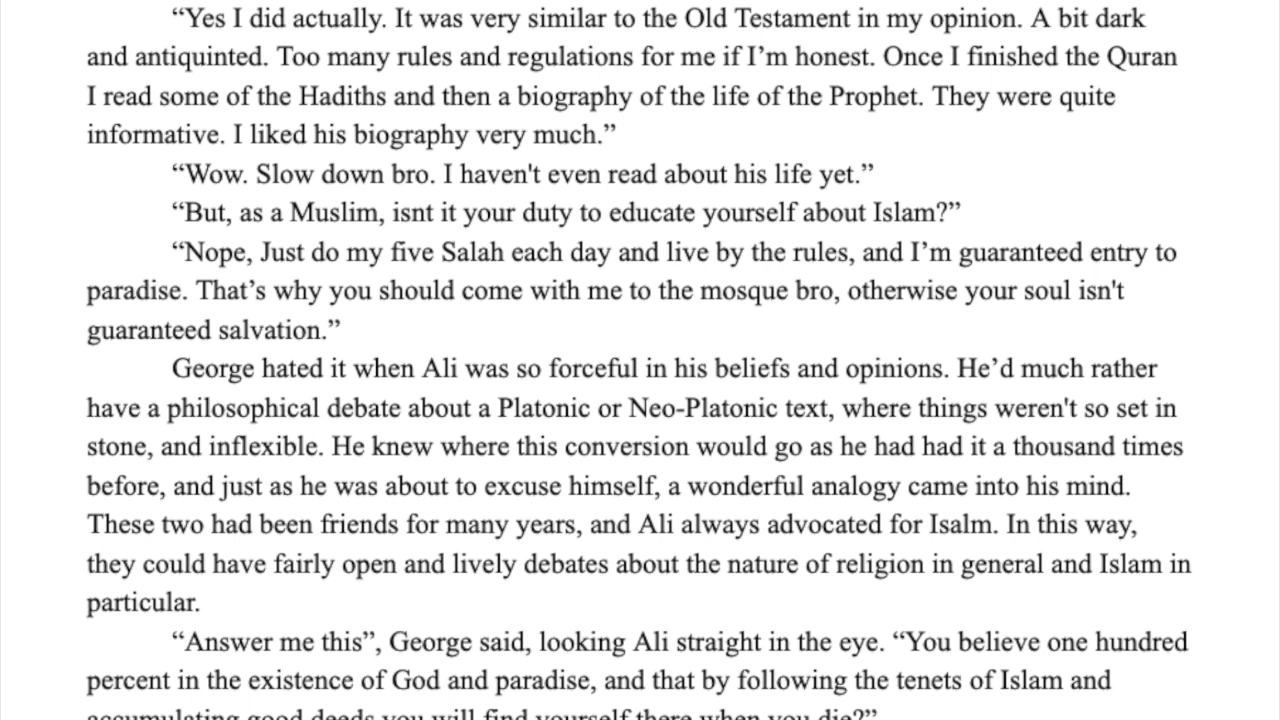 “Yes I did actually. It was very similar to the Old Testament in my opinion. A bit dark
and antiquinted. Too many rules and regulations for me if I’m honest. Once I finished the Quran
I read some of the Hadiths and then a biography of the life of the Prophet. They were quite
informative. I liked his biography very much.”
“Wow. Slow down bro. I haven't even read about his life yet.”
“But, as a Muslim, isnt it your duty to educate yourself about Islam?”
“Nope, Just do my five Salah each day and live by the rules, and I’m guaranteed entry to
paradise. That’s why you should come with me to the mosque bro, otherwise your soul isn't
guaranteed salvation.”
George hated it when Ali was so forceful in his beliefs and opinions. He’d much rather
have a philosophical debate about a Platonic or Neo-Platonic text, where things weren't so set in
stone, and inflexible. He knew where this conversion would go as he had had it a thousand times
before, and just as he was about to excuse himself, a wonderful analogy came into his mind.
These two had been friends for many years, and Ali always advocated for Isalm. In this way,
they could have fairly open and lively debates about the nature of religion in general and Islam in
particular.
“Answer me this”, George said, looking Ali straight in the eye. “You believe one hundred
percent in the existence of God and paradise, and that by following the tenets of Islam and
accumulating good deeds you will find yourself there when you die?”